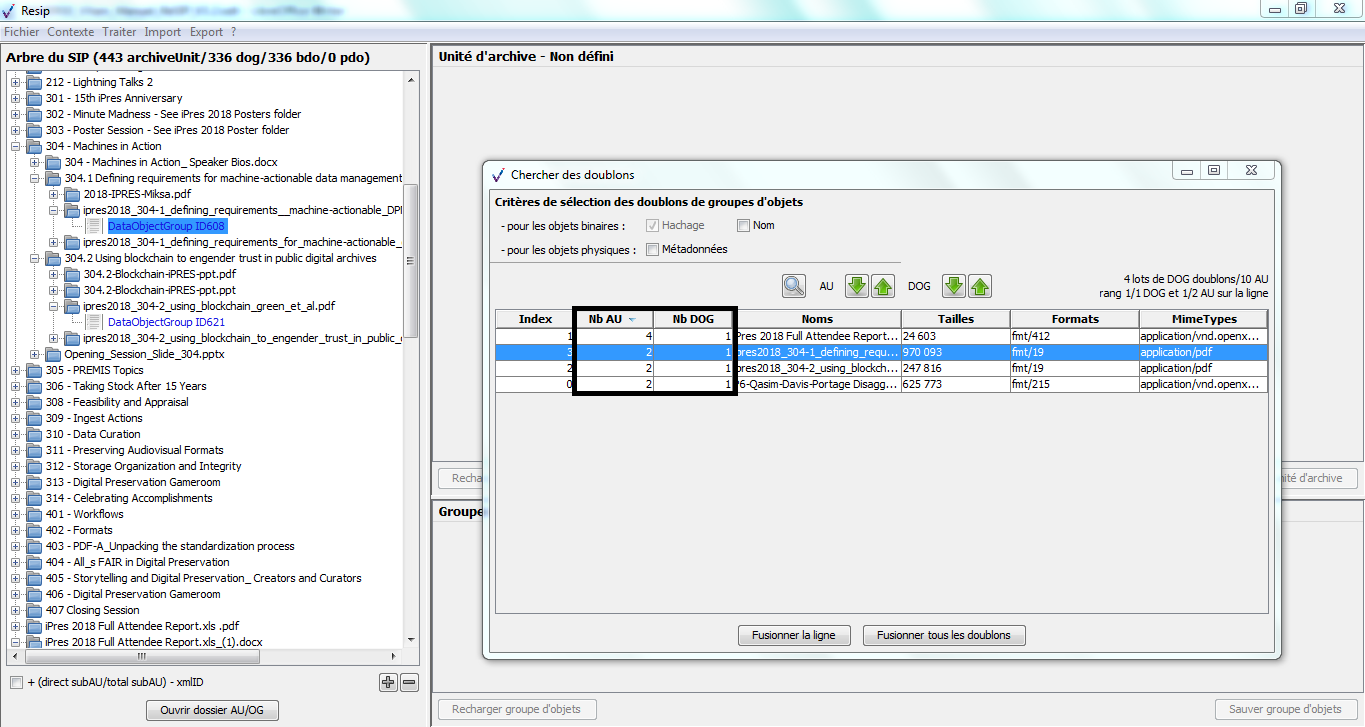 Resip
Fichier Contexte Traiter Import Export ?
Arbre du SIP (443 archiveUnit/336 dog/336 bdo/0 pdo)
212 - Lightning Talks 2
301 - 15th iPres Anniversary
302 - Minute Madness - See iPres 2018 Posters folder
303 - Poster Session - See iPres 2018 Poster folder
304 - Machines in Action
304 - Machines in Action_ Speaker Bios.docx
304.1 Defining requirements for machine-actionable data management
2018-IPRES-Miksa.pdf
ipres2018_304-1_defining_requirements__machine-actionable_DPM
DataObjectGroup ID608
ipres2018_304-1_defining_requirements_for_machine-actionable_
304.2 Using blockchain to engender trust in public digital archives
304.2-Blockchain-iPRES-ppt.pdf
304.2-Blockchain-iPRES-ppt.ppt
ipres2018_304-2_using_blockchain_green_et_al.pdf
DataObjectGroup ID621
ipres2018_304-2_using_blockchain_to_engender_trust_in_public_
Opening_Session_Slide_304.pptx
305 - PREMIS Topics
306 - Taking Stock After 15 Years
308 - Feasibility and Appraisal
309 - Ingest Actions
310 - Data Curation
311 - Preserving Audiovisual Formats
312 - Storage Organization and Integrity
313 - Digital Preservation Gameroom
314 - Celebrating Accomplishments
401 - Workflows
402 - Formats
403 - PDF-A_Unpacking the standardization process
404 - All_s FAIR in Digital Preservation
405 - Storytelling and Digital Preservation_ Creators and Curators
406 - Digital Preservation Gameroom
407 Closing Session
iPres 2018 Full Attendee Report.xls .pdf
iPres 2018 Full Attendee Report.xls_(1).docx
+ (direct subAU/total subAU) - xmlID
Ouvrir dossier AU/OG
Unité d'archive - Non défini
Recha
nité d'archive
Groupe
Recharger groupe d'objets
Sauver groupe d'objets
Chercher des doublons
Critères de sélection des doublons de groupes d'objets
- pour les objets binaires : Hachage Nom
- pour les objets physiques : Métadonnées
AU DOG
4 lots de DOG doublons/10 AU
rang 1/1 DOG et 1/2 AU sur la ligne
Index Nb AU Nb DOG Noms Tailles Formats MimeTypes
1 4 1 Pres 2018 Full Attendee Report... 24 603 fmt/412 application/vnd.openx...
3 2 1 pres2018_304-1_defining_requ... 970 093 fmt/19 application/pdf
2 2 1 pres2018_304-2_using_blockch... 247 816 fmt/19 application/pdf
0 2 1 P6-Qasim-Davis-Portage Disagg... 625 773 fmt/215 application/vnd.openx...
Fusionner la ligne
Fusionner tous les doublons